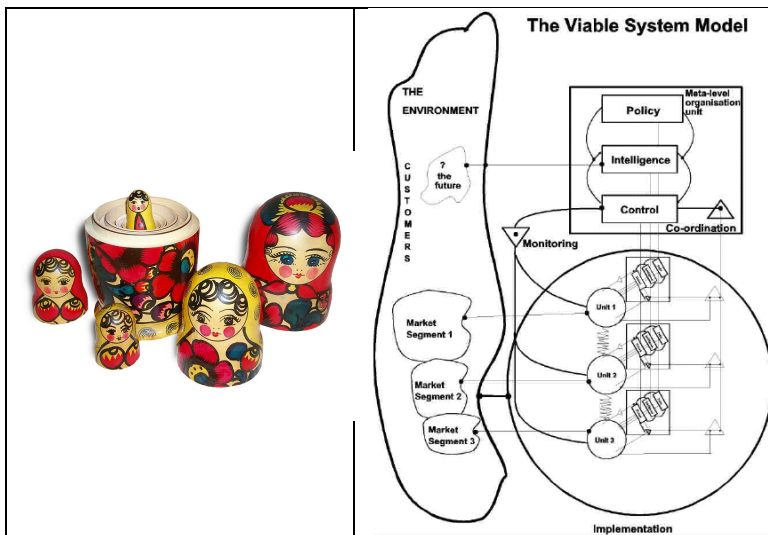 The Viable System Model
THE
ENVIRONMENT
CUSTOMERS
?
the
future
Market
Segment 1
Market
Segment 2
Market
Segment 3
Meta-level
organisation
unit
Policy
Intelligence
Control
Co-ordination
Monitoring
Unit 1
Unit 2
Unit 3
Implementation